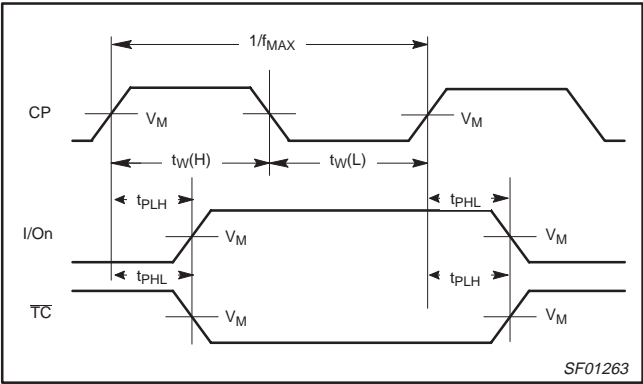 1/fMAX
CP
VM
VM
tW(H)
tW(L)
tPLH
tPHL
I/On
VM
VM
tPHL
tPLH
TC
VM
VM
SF01263